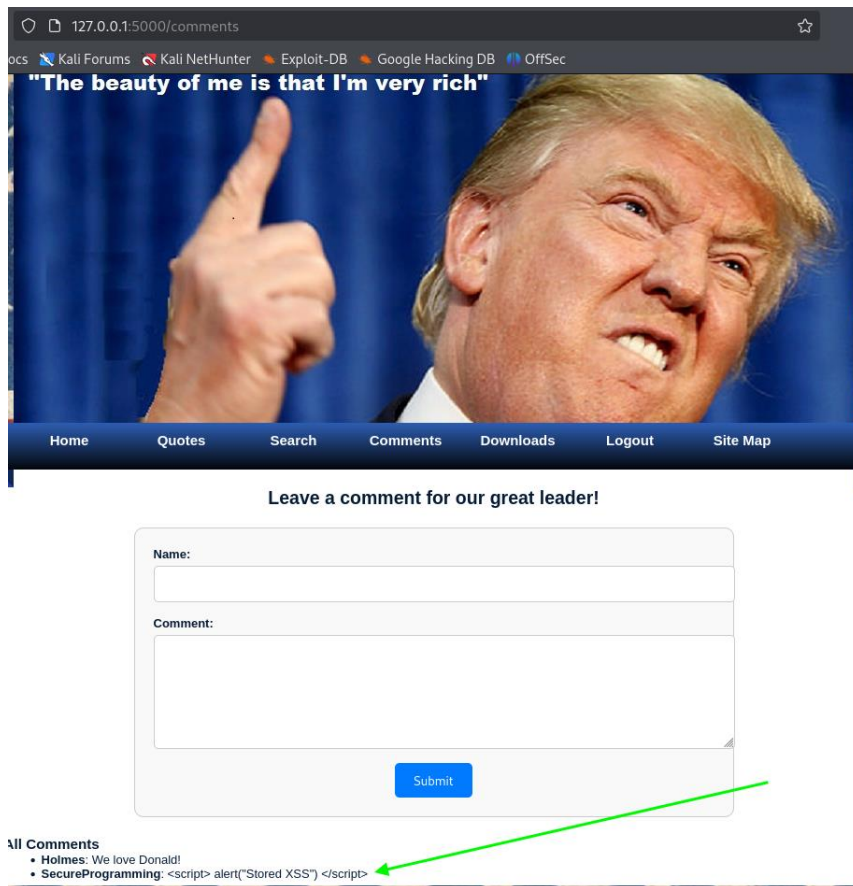 127.0.0.1:5000/comments
ocs Kali Forums Kali NetHunter Exploit-DB Google Hacking DB OffSec
"The beauty of me is that I'm very rich"
Home Quotes Search Comments Downloads Logout Site Map
Leave a comment for our great leader!
Name:
Comment:
Submit
All Comments
Holmes: We love Donald!
SecureProgramming: <script> alert("Stored XSS") </script>